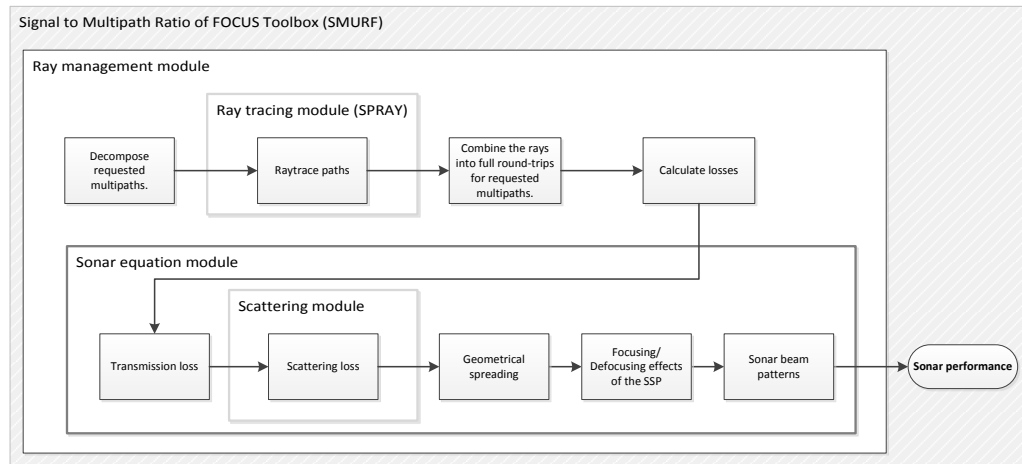 Signal to Multipath Ratio of FOCUS Toolbox (SMURF)
Ray management module
Ray tracing module (SPRAY)
Decompose
requested
multipaths.
Raytrace paths
Combine the rays
into full round-trips
for requested
multipaths.
Calculate losses
Sonar equation module
Scattering module
Transmission loss
Scattering loss
Geometrical
spreading
Focusing/
Defocusing effects
of the SSP
Sonar beam
patterns
Sonar performance